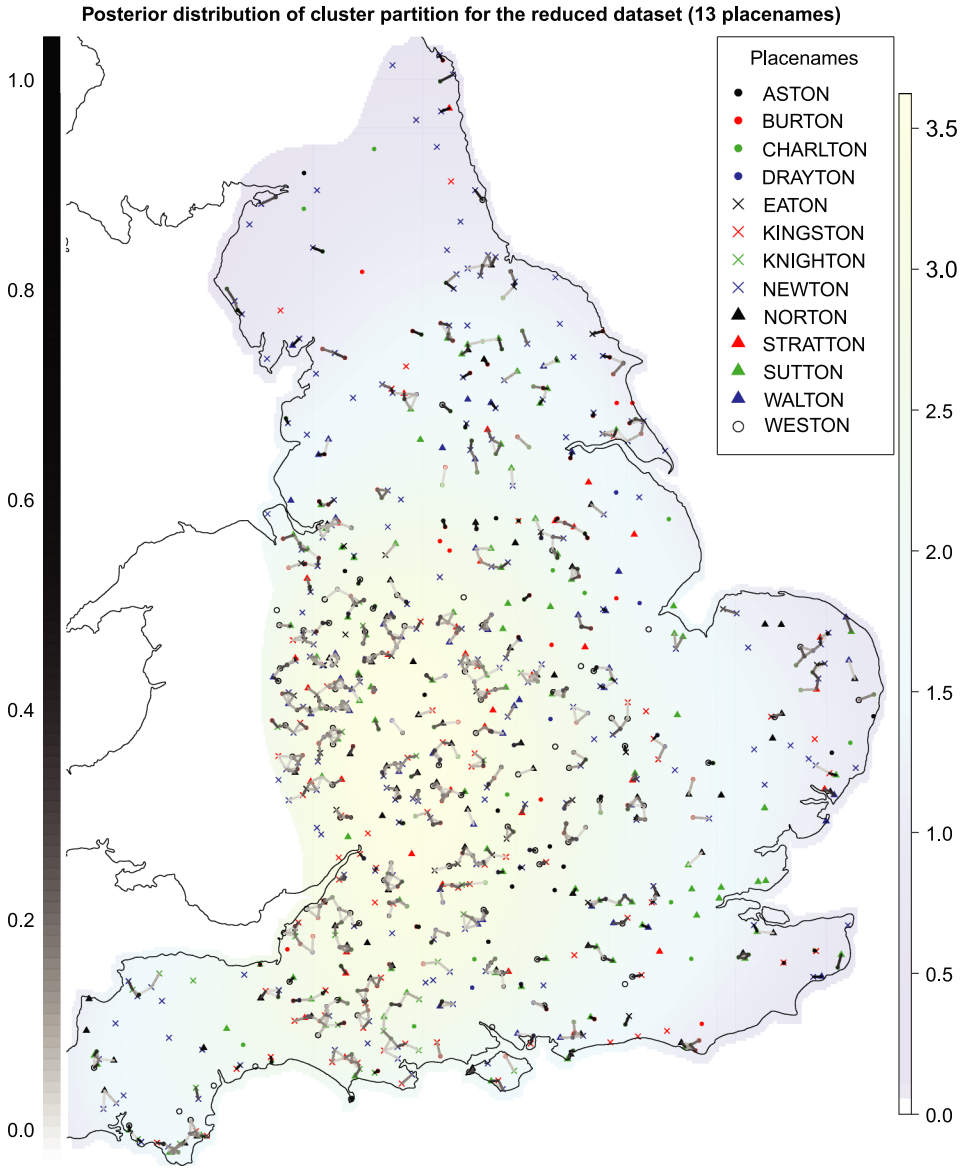 Posterior distribution of cluster partition for the reduced dataset (13 placenames)
1.0
0.8
0.6
0.4
0.2
0.0
Placenames
ASTON
BURTON
CHARLTON
DRAYTON
EATON
KINGSTON
KNIGHTON
NEWTON
NORTON
STRATTON
SUTTON
WALTON
WESTON
3.5
3.0
2.5
2.0
1.5
1.0
0.5
0.0